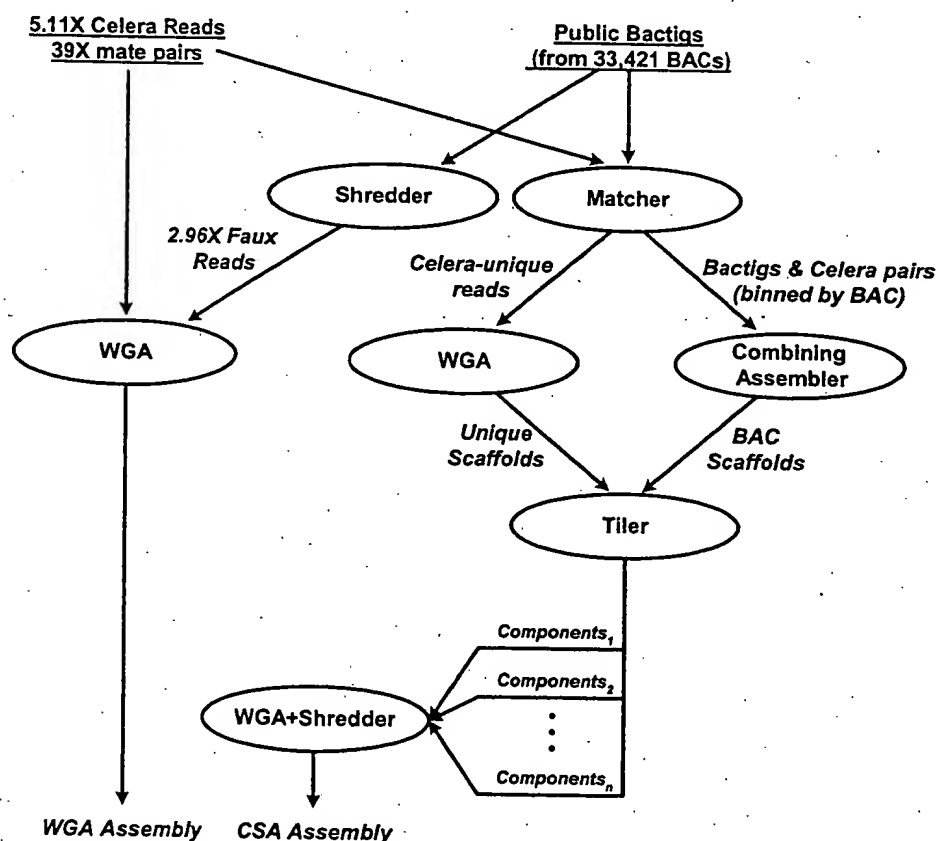 5.11X Celera Reads
39X mate pairs
Public Bactigs
(from 33,421 BACs)
Shredder
Matcher
2.96X Faux
Reads
Celera-unique
reads
Bactigs & Celera pairs
(binned by BAC)
WGA
WGA
Combining
Assembler
Unique
Scaffolds
BAC
Scaffolds
Tiler
Components1
Components2
WGA+Shredder
Componentsn
WGA Assembly
CSA Assembly